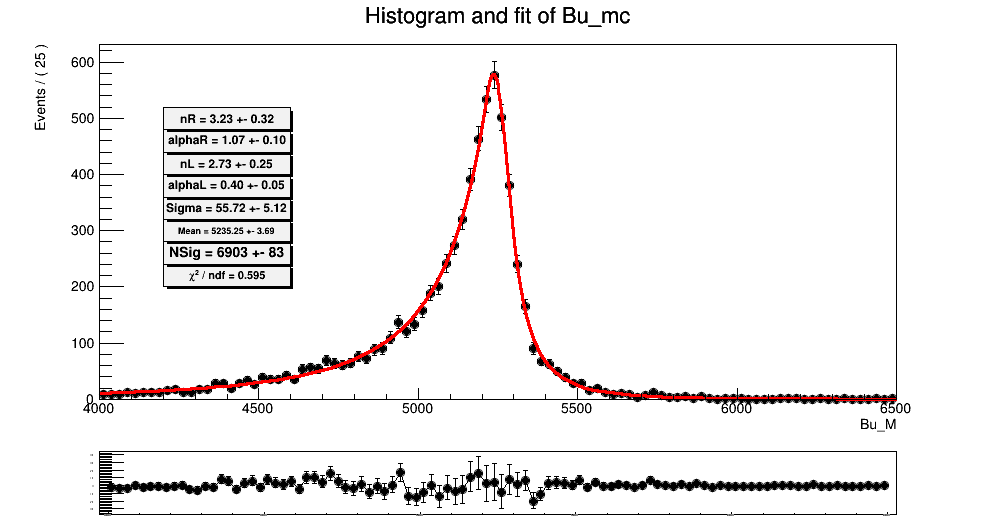 Histogram and fit of Bu_mc
Events / ( 25 )
600
500
400
300
200
100
0
nR = 3.23 +- 0.32
alphaR = 1.07 +- 0.10
nL = 2.73 +- 0.25
alphaL = 0.40 +- 0.05
Sigma = 55.72 +- 5.12
Mean = 5235.25 +- 3.69
NSig = 6903 +- 83
χ² / ndf = 0.595
4000 4500 5000 5500 6000 6500
Bu_M